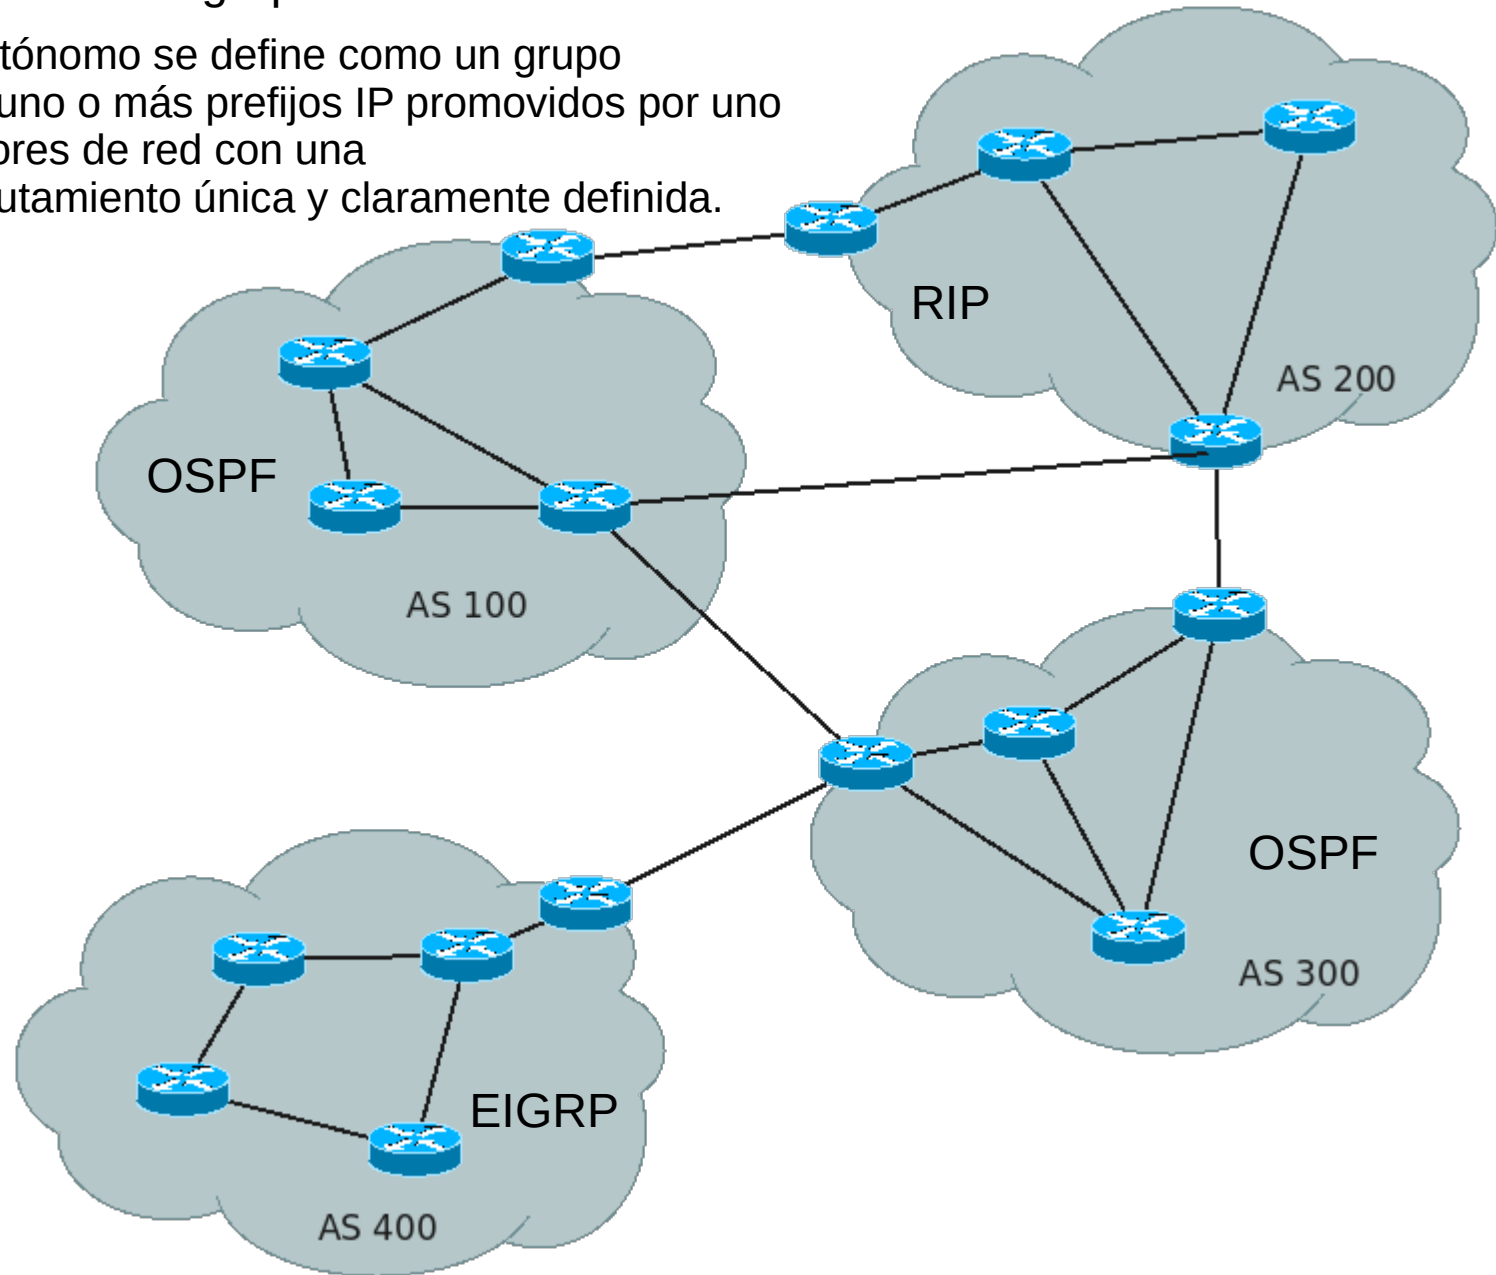 tónomo se define como un grupo
uno o más prefijos IP promovidos por uno
ores de red con una
utamiento única y claramente definida.
RIP
AS 200
OSPF
AS 100
OSPF
AS 300
EIGRP
AS 400